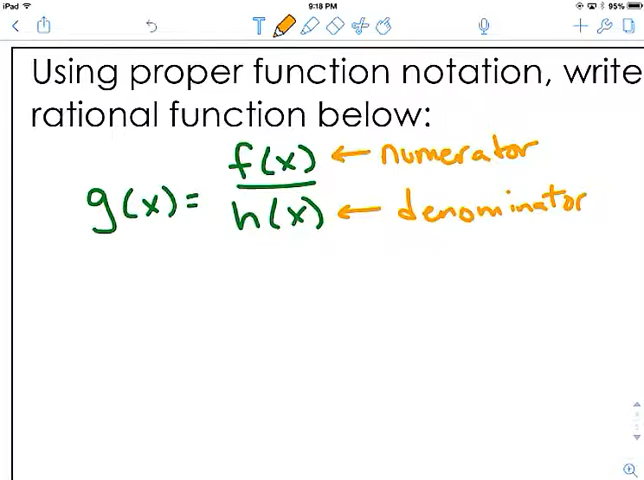 iPad 9:18 PM 95%
T
Using proper function notation, write
rational function below:
f(x) ← numerator
g(x) =
h(x) ← denominator